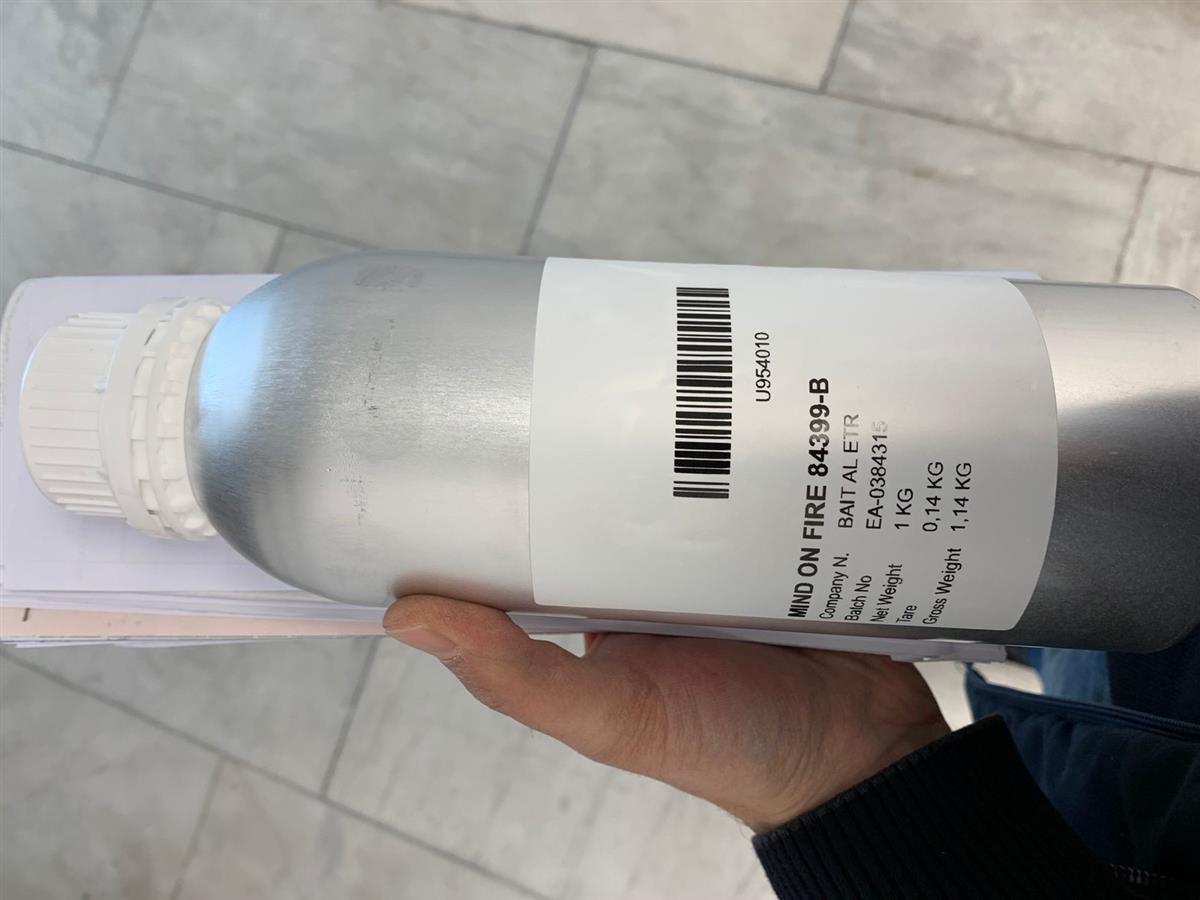 U954010
MIND ON FIRE 84399-B
Company N. BAIT AL ETR
Batch No EA-0384315
Net Weight 1 KG
Tare 0,14 KG
Gross Weight 1,14 KG